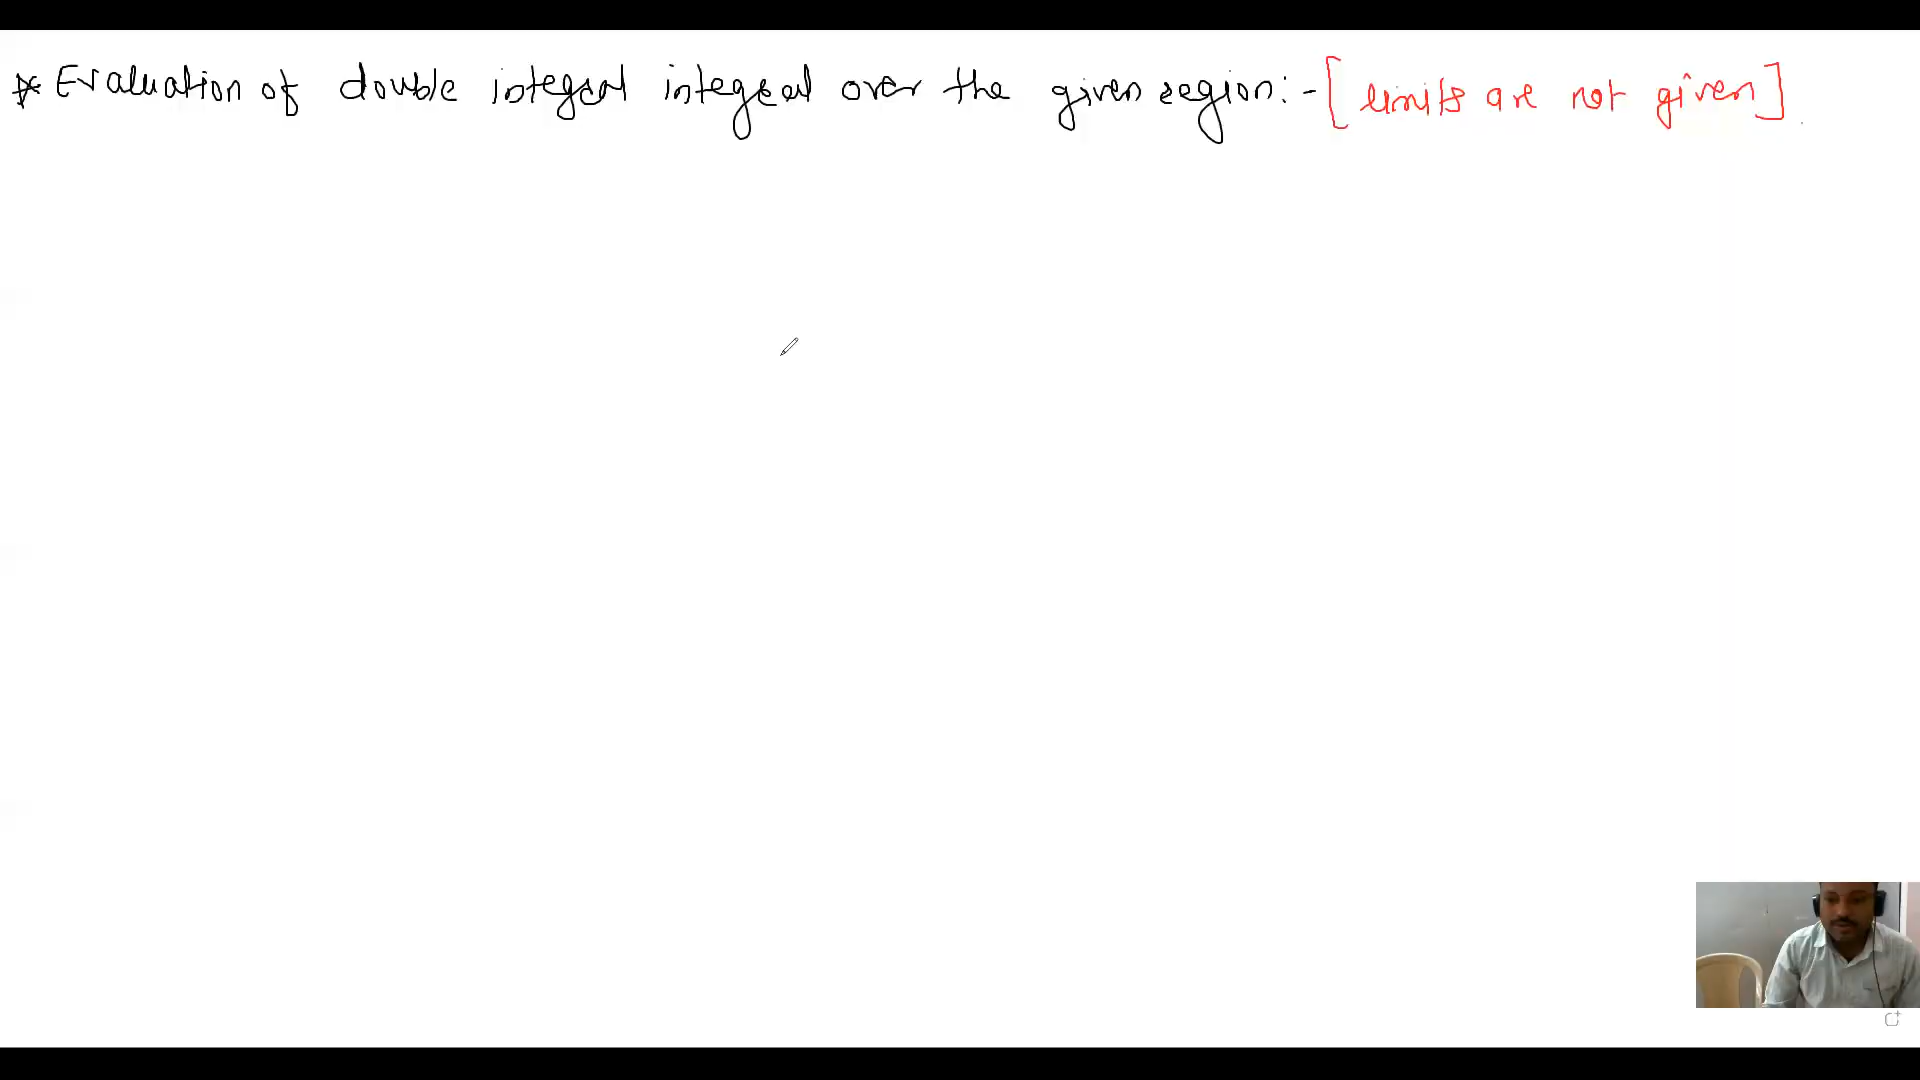 * Evaluation of double integral integral over the given region:- [limits are not given].